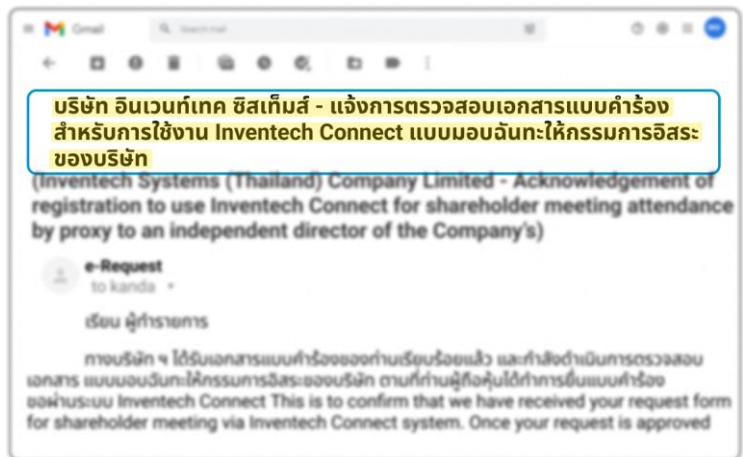 Gmail
Search mail
บริษัท อินเวนท์เทค ซิสเท็มส์ - แจ้งการตรวจสอบเอกสารแบบคำร้อง
สำหรับการใช้งาน Inventech Connect แบบมอบฉันทะให้กรรมการอิสระ
ของบริษัท
(Inventech Systems (Thailand) Company Limited - Acknowledgement of
registration to use Inventech Connect for shareholder meeting attendance
by proxy to an independent director of the Company's)
e-Request
to kanda
เรียน ผู้ทำรายการ
ทางบริษัท ฯ ได้รับเอกสารแบบคำร้องของท่านเรียบร้อยแล้ว และกำลังดำเนินการตรวจสอบ
เอกสาร แบบมอบฉันทะให้กรรมการอิสระของบริษัท ตามที่ท่านผู้ถือหุ้นได้ทำการยื่นแบบคำร้อง
ขอผ่านระบบ Inventech Connect This is to confirm that we have received your request form
for shareholder meeting via Inventech Connect system. Once your request is approved